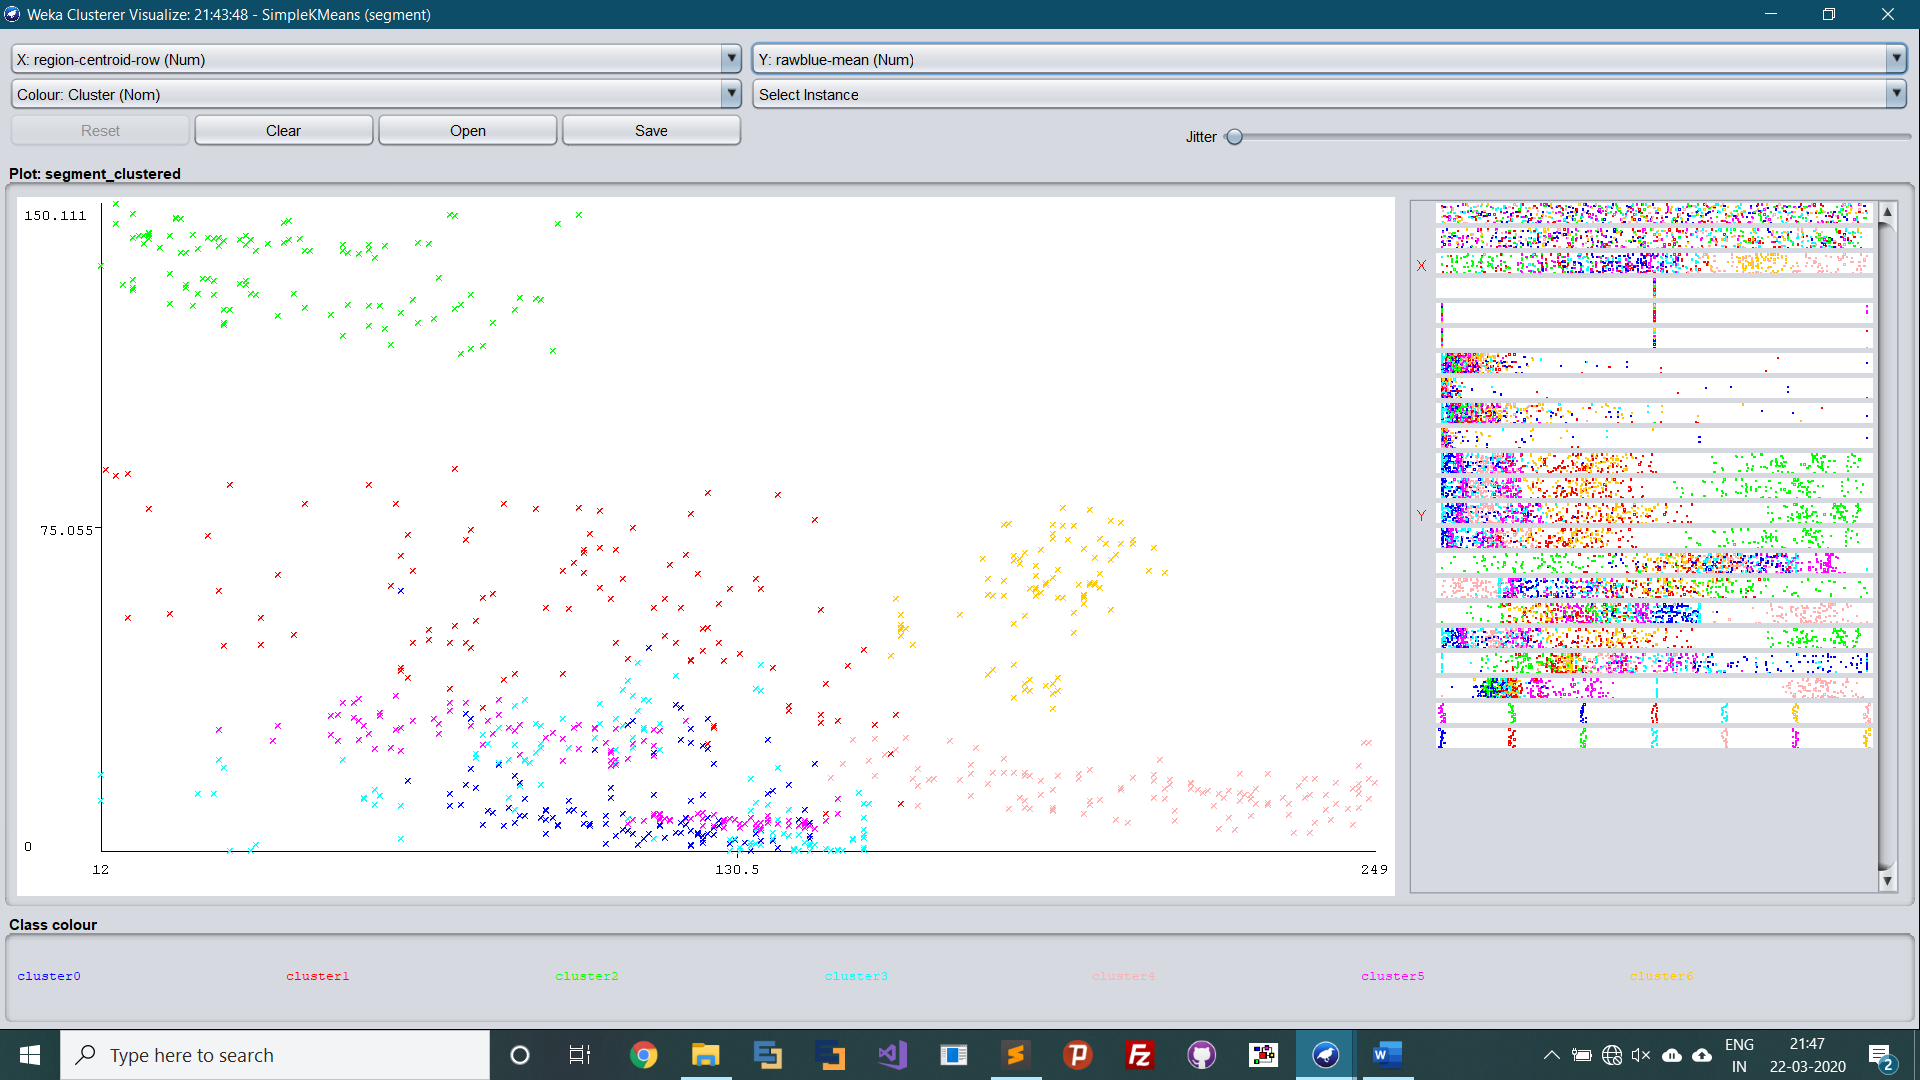 Weka Clusterer Visualize: 21:43:48 - SimpleKMeans (segment)
X: region-centroid-row (Num)
Y: rawblue-mean (Num)
Colour: Cluster (Nom)
Select Instance
Reset
Clear
Open
Save
Jitter
Plot: segment_clustered
150.111
75.055
0
12
130.5
249
X
Y
Class colour
cluster0
cluster1
cluster2
cluster3
cluster4
cluster5
cluster6
Type here to search
ENG
IN
21:47
22-03-2020
2